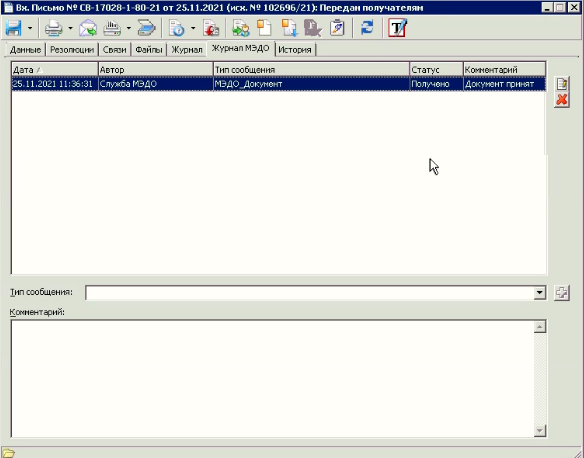 Вх. Письмо № СВ-17028-1-80-21 от 25.11.2021 (исх. № 102696/21): Передан получателям
Данные Резолюции Связи Файлы Журнал Журнал МЭДО История
Дата / Автор Тип сообщения Статус Комментарий
25.11.2021 11:36:31 Служба МЭДО МЭДО_Документ Получено Документ принят
Тип сообщения:
Комментарий: